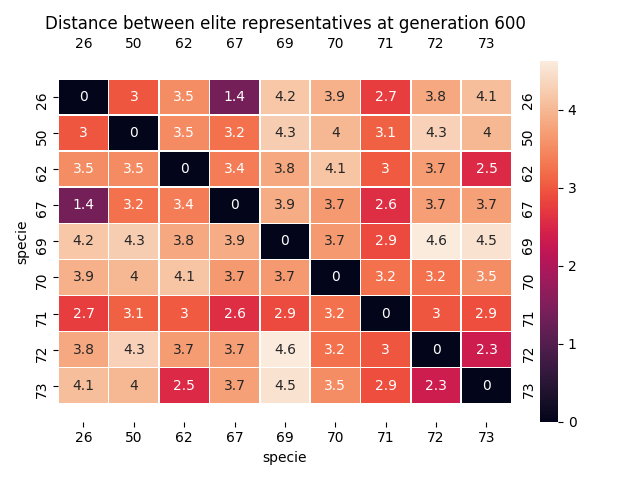 Distance between elite representatives at generation 600
26 50 62 67 69 70 71 72 73
26 0 3 3.5 1.4 4.2 3.9 2.7 3.8 4.1 26
50 3 0 3.5 3.2 4.3 4 3.1 4.3 4 50
62 3.5 3.5 0 3.4 3.8 4.1 3 3.7 2.5 62
67 1.4 3.2 3.4 0 3.9 3.7 2.6 3.7 3.7 67
specie
69 4.2 4.3 3.8 3.9 0 3.7 2.9 4.6 4.5 69
70 3.9 4 4.1 3.7 3.7 0 3.2 3.2 3.5 70
71 2.7 3.1 3 2.6 2.9 3.2 0 3 2.9 71
72 3.8 4.3 3.7 3.7 4.6 3.2 3 0 2.3 72
73 4.1 4 2.5 3.7 4.5 3.5 2.9 2.3 0 73
26 50 62 67 69 70 71 72 73
specie
4
3
2
1
0